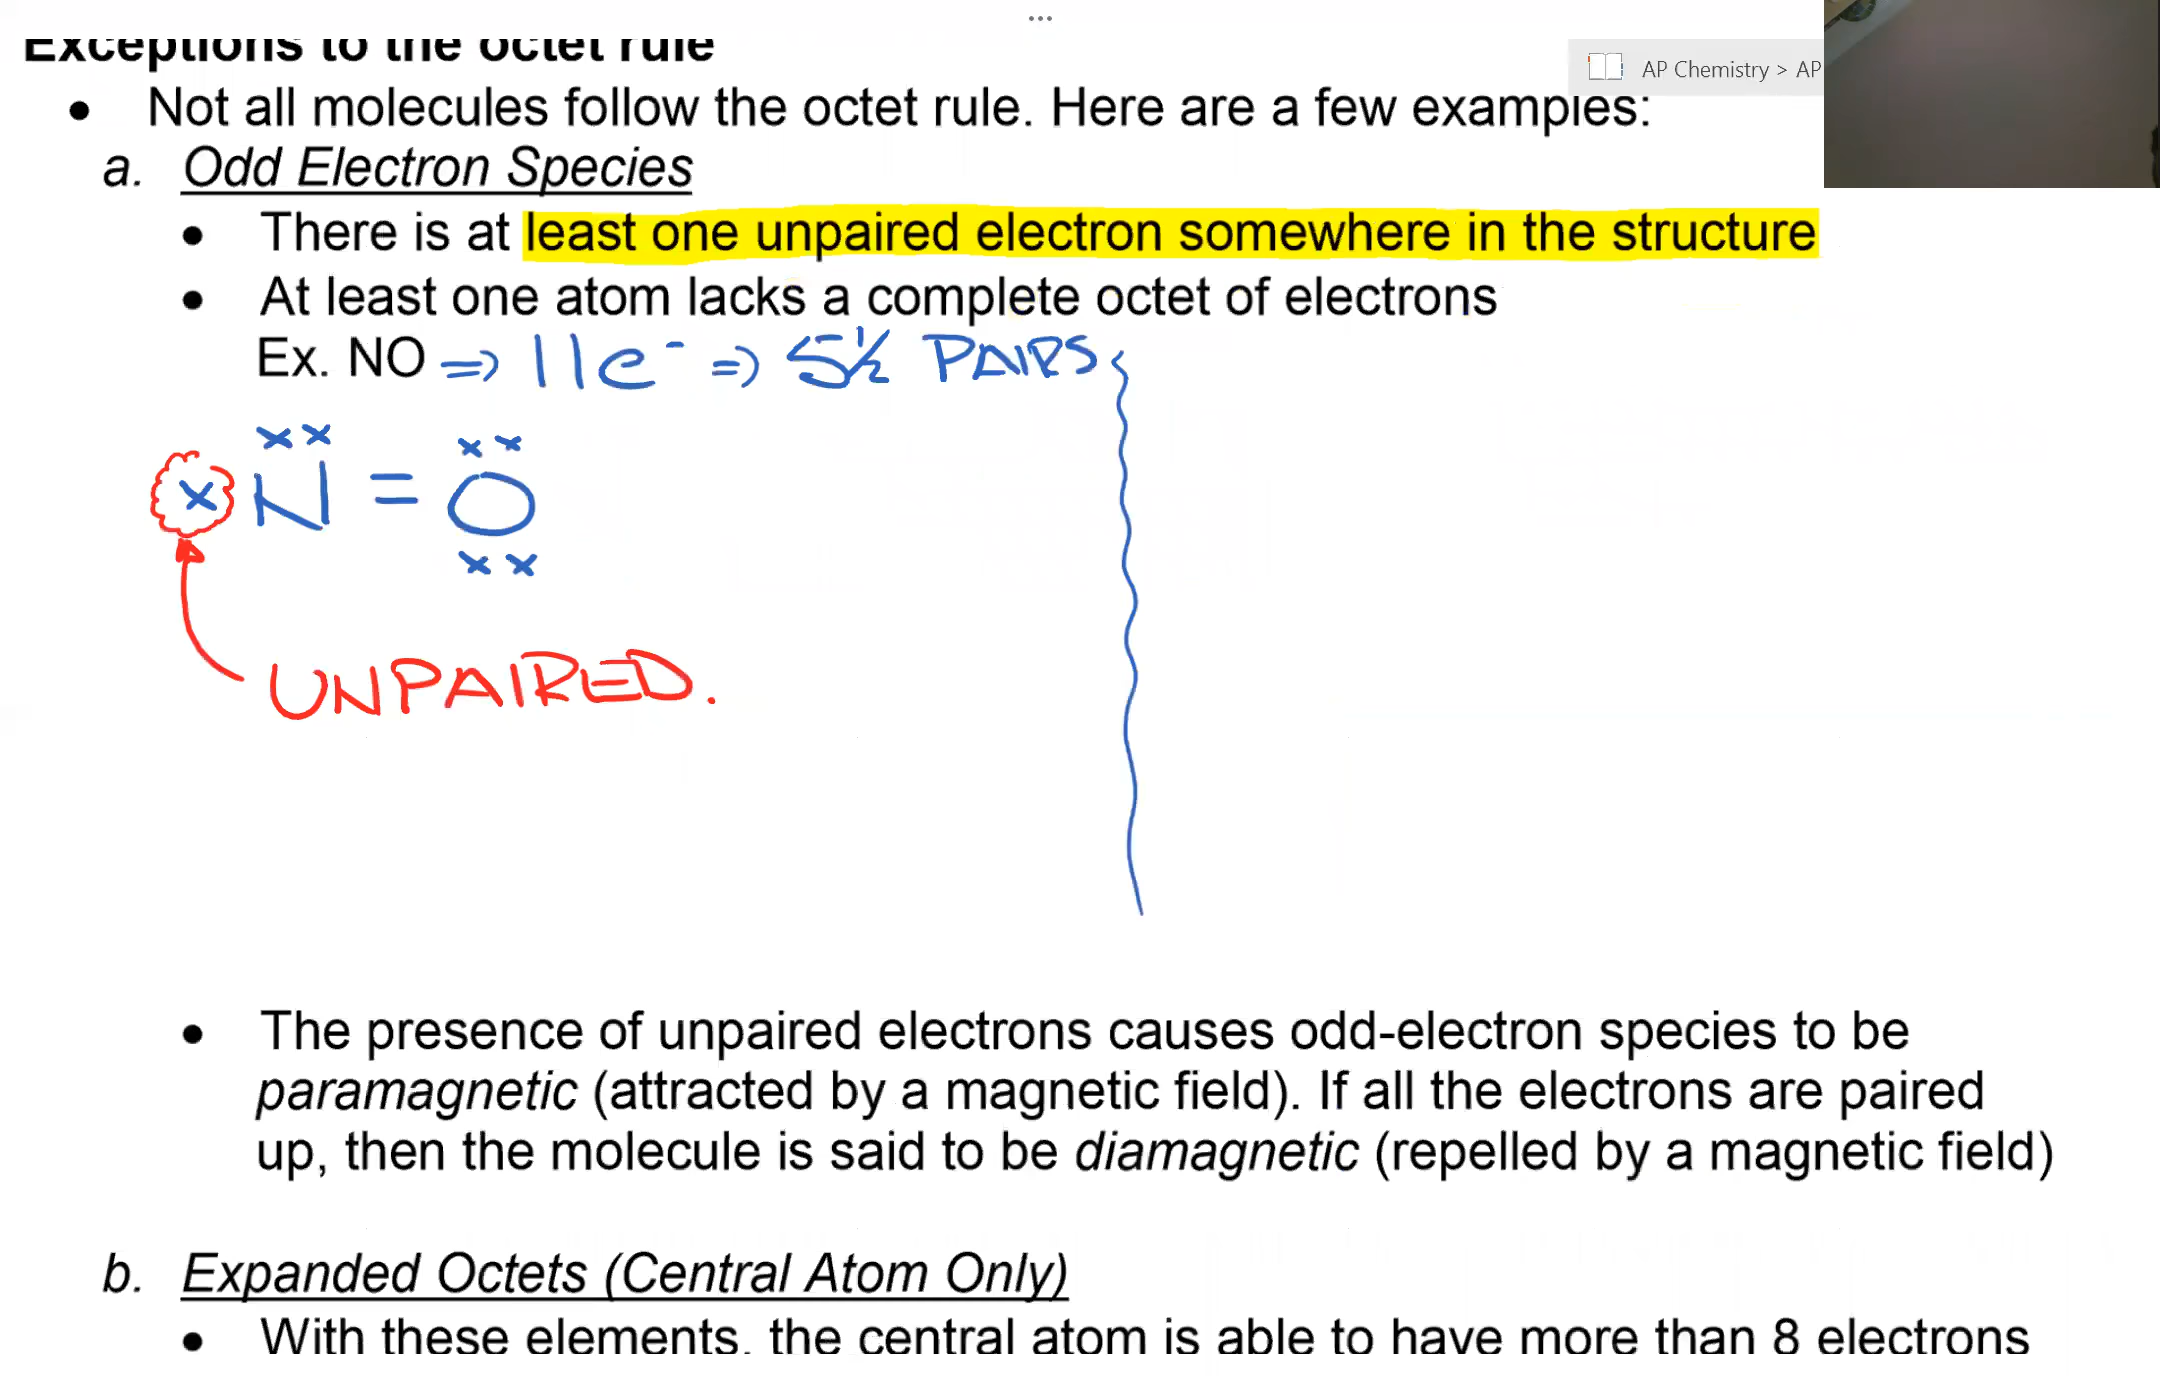 ...
Exceptions to the octet rule
AP Chemistry > AP
• Not all molecules follow the octet rule. Here are a few examples:
a. Odd Electron Species
• There is at least one unpaired electron somewhere in the structure
• At least one atom lacks a complete octet of electrons
Ex. NO => 11e⁻ => 5½ PAIRS
xx xx
x N = O
xx
UNPAIRED.
• The presence of unpaired electrons causes odd-electron species to be
paramagnetic (attracted by a magnetic field). If all the electrons are paired
up, then the molecule is said to be diamagnetic (repelled by a magnetic field)
b. Expanded Octets (Central Atom Only)
• With these elements, the central atom is able to have more than 8 electrons